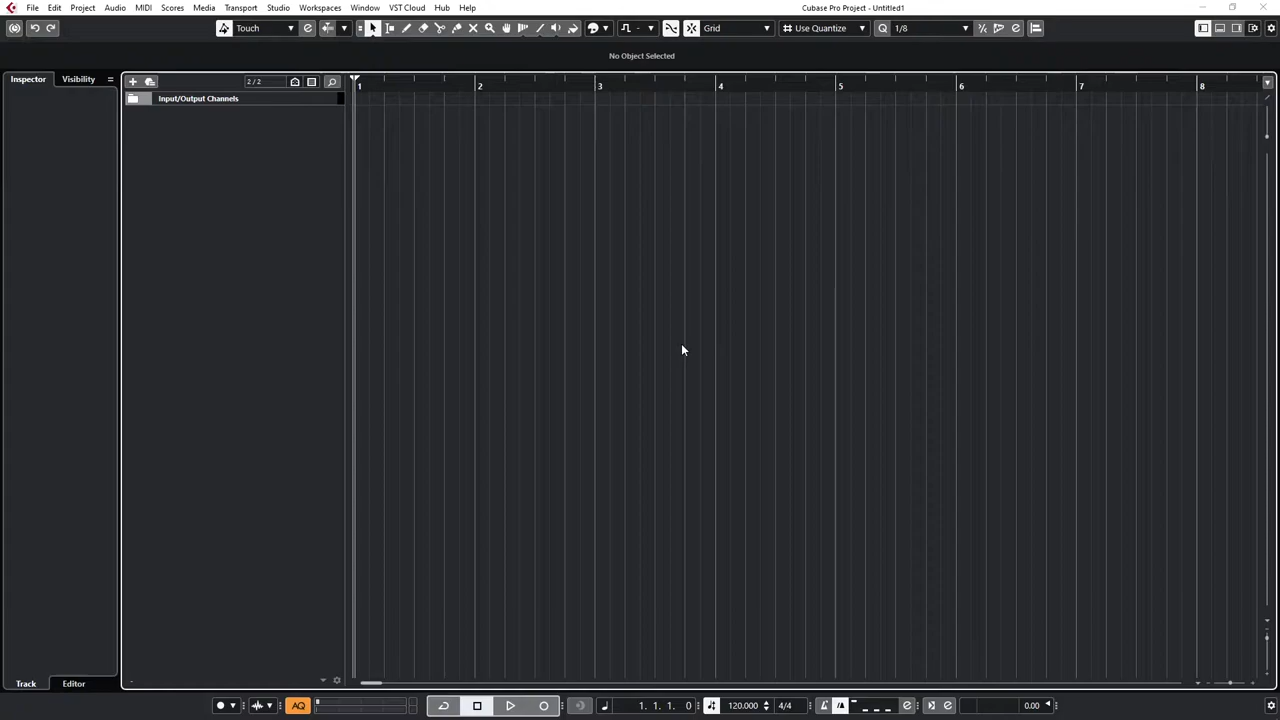 File Edit Project Audio MIDI Scores Media Transport Studio Workspaces Window VST Cloud Hub Help Cubase Pro Project - Untitled1
Touch Grid Use Quantize Q 1/8
No Object Selected
Inspector Visibility 2 / 2 1 2 3 4 5 6 7 8
Input/Output Channels
Track Editor
AQ 1. 1. 1. 0 120.000 4/4 0.00